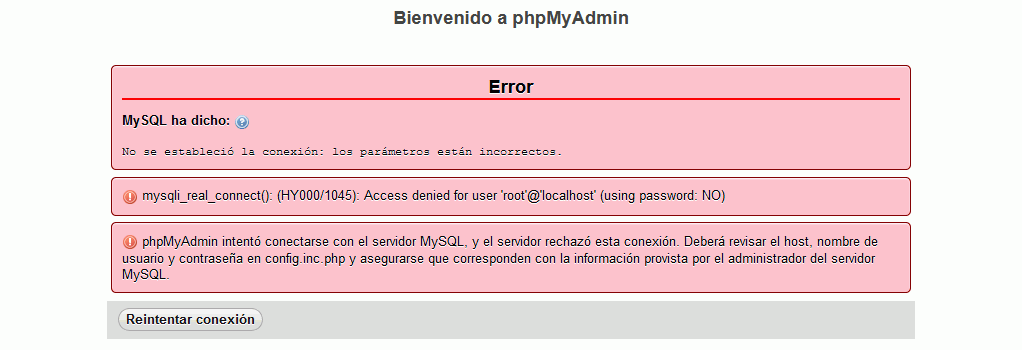 Bienvenido a phpMyAdmin
Error
MySQL ha dicho:
No se estableció la conexión: los parámetros están incorrectos.
mysqli_real_connect(): (HY000/1045): Access denied for user 'root'@'localhost' (using password: NO)
phpMyAdmin intentó conectarse con el servidor MySQL, y el servidor rechazó esta conexión. Deberá revisar el host, nombre de
usuario y contraseña en config.inc.php y asegurarse que corresponden con la información provista por el administrador del servidor
MySQL.
Reintentar conexión